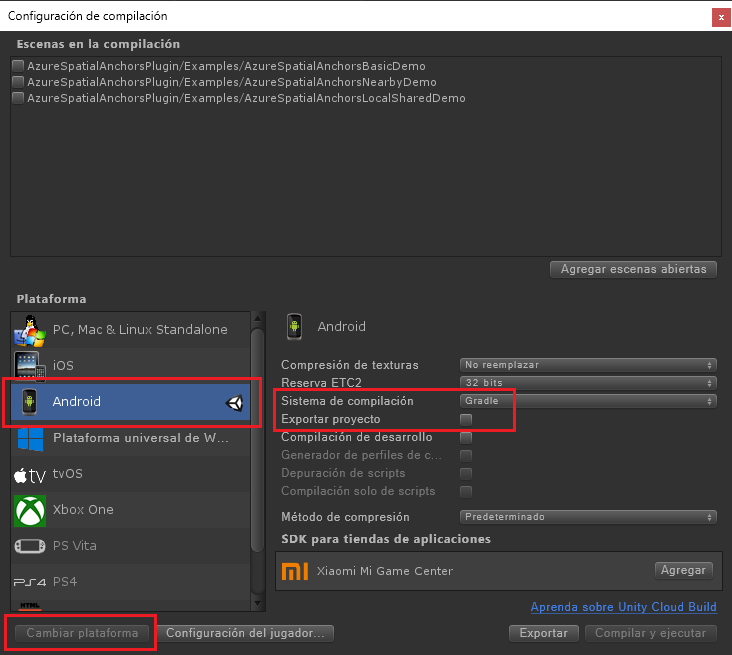 Configuración de compilación
x
Escenas en la compilación
AzureSpatialAnchorsPlugin/Examples/AzureSpatialAnchorsBasicDemo
AzureSpatialAnchorsPlugin/Examples/AzureSpatialAnchorsNearbyDemo
AzureSpatialAnchorsPlugin/Examples/AzureSpatialAnchorsLocalSharedDemo
Agregar escenas abiertas
Plataforma
PC, Mac & Linux Standalone
iOS
Android
Plataforma universal de W...
tv tvOS
Xbox One
PS Vita
PS4 PS4
HTML
Android
Compresión de texturas No reemplazar
Reserva ETC2 32 bits
Sistema de compilación Gradle
Exportar proyecto
Compilación de desarrollo
Generador de perfiles de c...
Depuración de scripts
Compilación solo de scripts
Método de compresión Predeterminado
SDK para tiendas de aplicaciones
mi Xiaomi Mi Game Center Agregar
Aprenda sobre Unity Cloud Build
Cambiar plataforma Configuración del jugador... Exportar Compilar y ejecutar